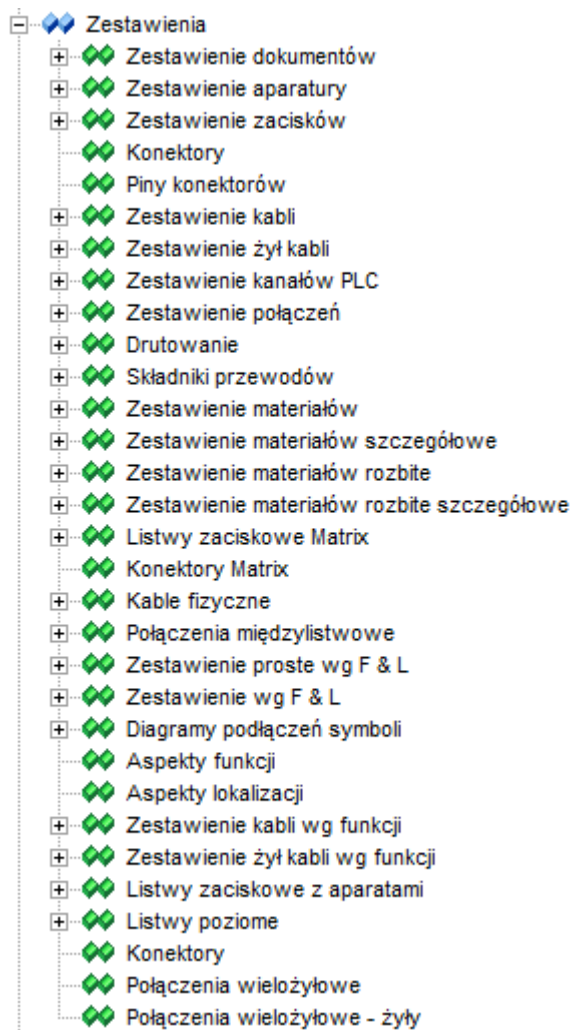 Zestawienia
Zestawienie dokumentów
Zestawienie aparatury
Zestawienie zacisków
Konektory
Piny konektorów
Zestawienie kabli
Zestawienie żył kabli
Zestawienie kanałów PLC
Zestawienie połączeń
Drutowanie
Składniki przewodów
Zestawienie materiałów
Zestawienie materiałów szczegółowe
Zestawienie materiałów rozbite
Zestawienie materiałów rozbite szczegółowe
Listwy zaciskowe Matrix
Konektory Matrix
Kable fizyczne
Połączenia międzylistwowe
Zestawienie proste wg F & L
Zestawienie wg F & L
Diagramy podłączeń symboli
Aspekty funkcji
Aspekty lokalizacji
Zestawienie kabli wg funkcji
Zestawienie żył kabli wg funkcji
Listwy zaciskowe z aparatami
Listwy poziome
Konektory
Połączenia wielożyłowe
Połączenia wielożyłowe - żyły